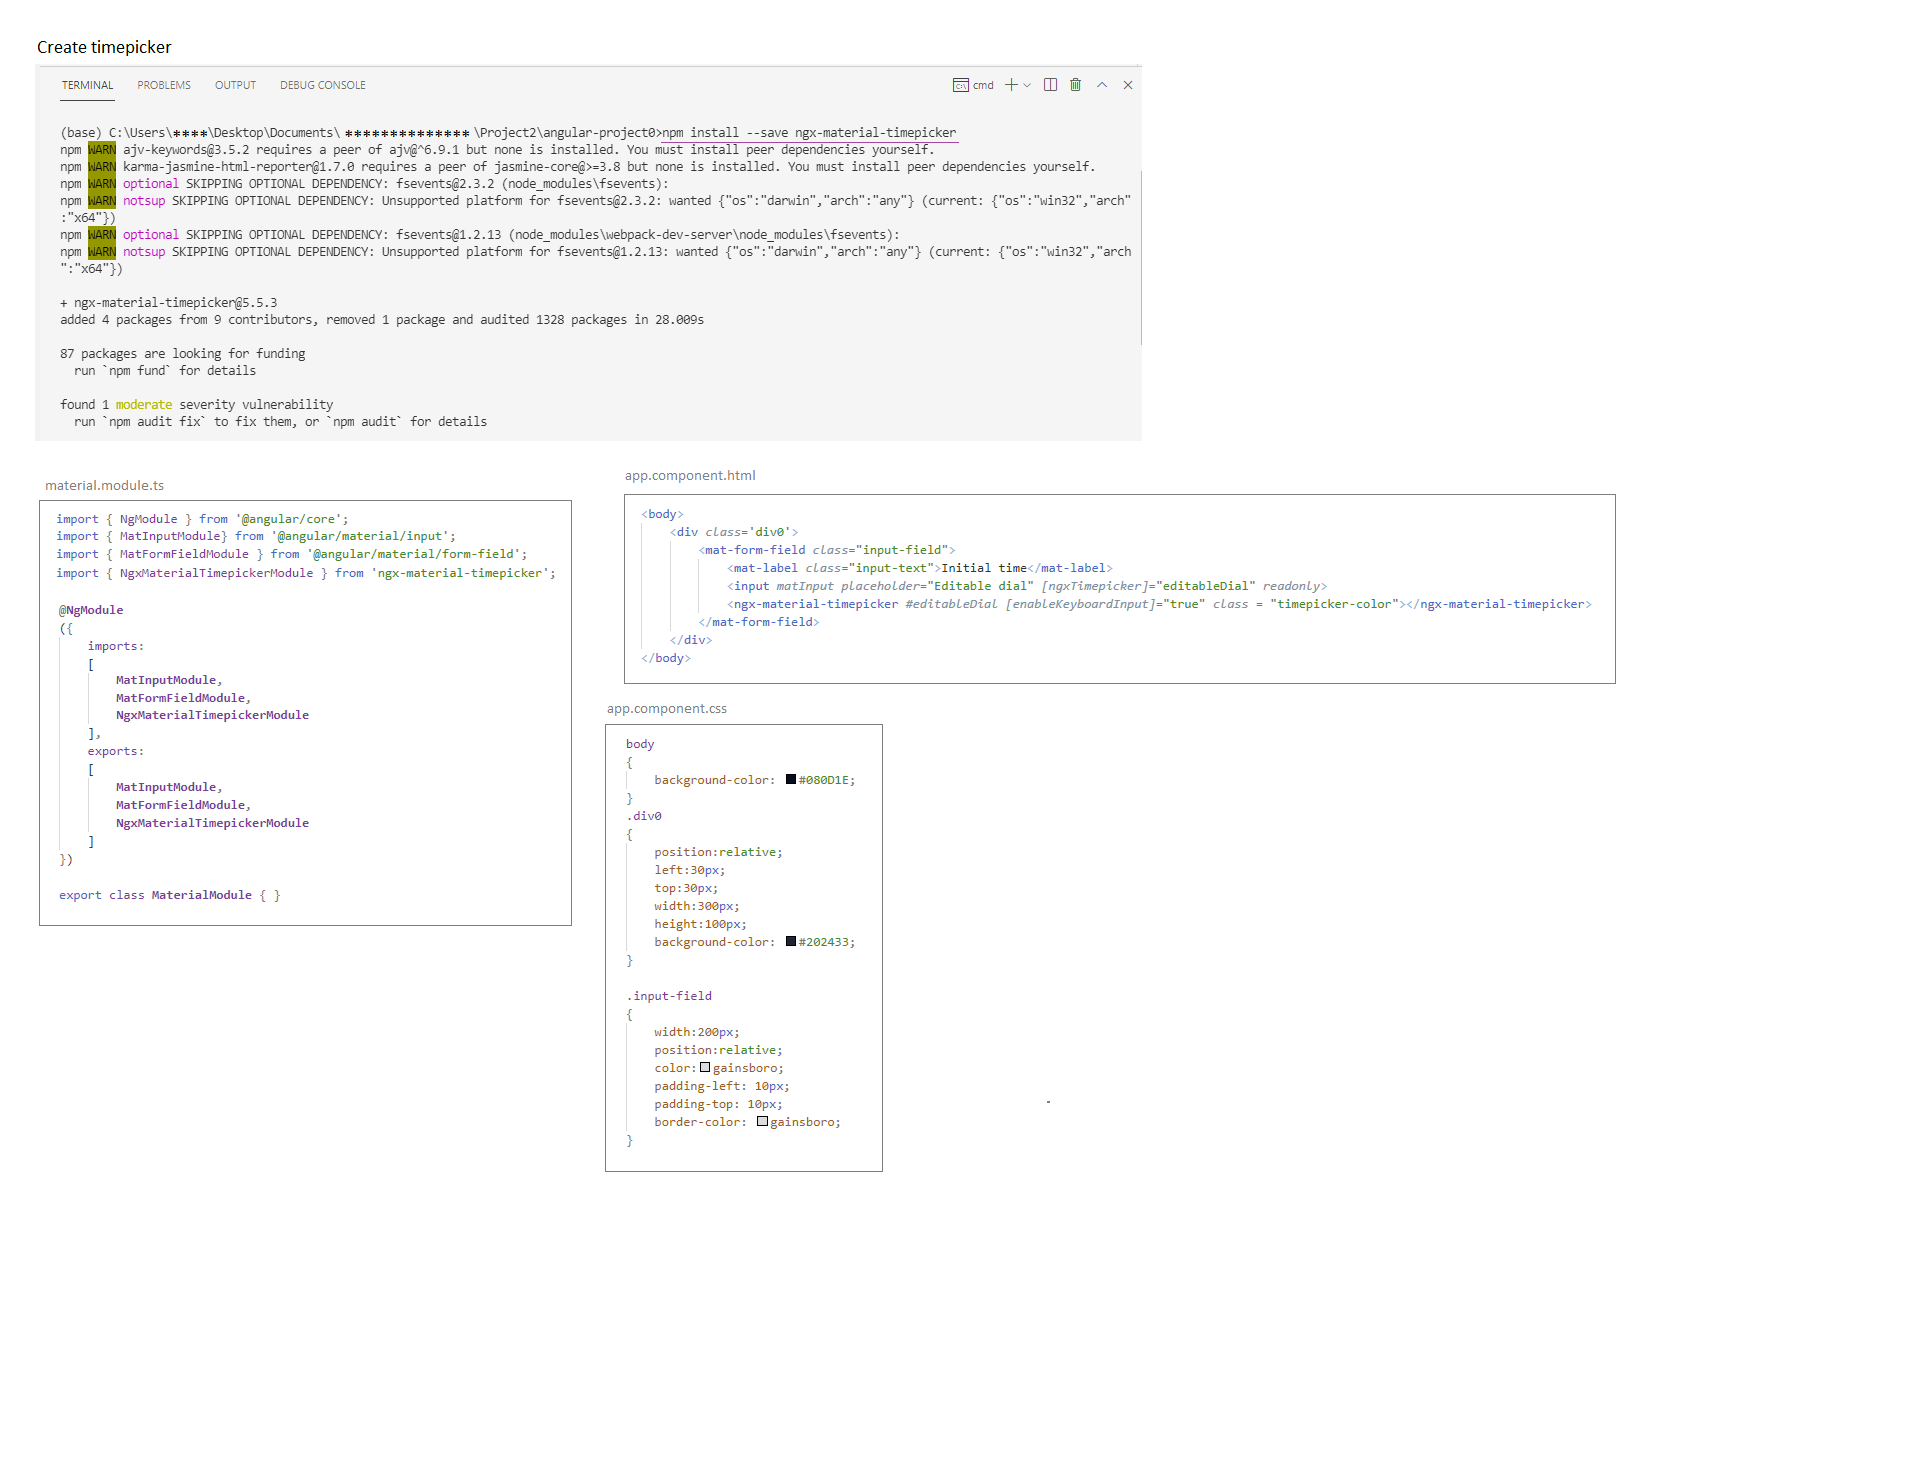 Create timepicker
TERMINAL PROBLEMS OUTPUT DEBUG CONSOLE cmd
(base) C:\Users\****\Desktop\Documents\ ************** \Project2\angular-project0>npm install --save ngx-material-timepicker
npm WARN ajv-keywords@3.5.2 requires a peer of ajv@^6.9.1 but none is installed. You must install peer dependencies yourself.
npm WARN karma-jasmine-html-reporter@1.7.0 requires a peer of jasmine-core@>=3.8 but none is installed. You must install peer dependencies yourself.
npm WARN optional SKIPPING OPTIONAL DEPENDENCY: fsevents@2.3.2 (node_modules\fsevents):
npm WARN notsup SKIPPING OPTIONAL DEPENDENCY: Unsupported platform for fsevents@2.3.2: wanted {"os":"darwin","arch":"any"} (current: {"os":"win32","arch"
:"x64"})
npm WARN optional SKIPPING OPTIONAL DEPENDENCY: fsevents@1.2.13 (node_modules\webpack-dev-server\node_modules\fsevents):
npm WARN notsup SKIPPING OPTIONAL DEPENDENCY: Unsupported platform for fsevents@1.2.13: wanted {"os":"darwin","arch":"any"} (current: {"os":"win32","arch
":"x64"})
+ ngx-material-timepicker@5.5.3
added 4 packages from 9 contributors, removed 1 package and audited 1328 packages in 28.009s
87 packages are looking for funding
run `npm fund` for details
found 1 moderate severity vulnerability
run `npm audit fix` to fix them, or `npm audit` for details
material.module.ts
import { NgModule } from '@angular/core';
import { MatInputModule} from '@angular/material/input';
import { MatFormFieldModule } from '@angular/material/form-field';
import { NgxMaterialTimepickerModule } from 'ngx-material-timepicker';
@NgModule
({
imports:
[
MatInputModule,
MatFormFieldModule,
NgxMaterialTimepickerModule
],
exports:
[
MatInputModule,
MatFormFieldModule,
NgxMaterialTimepickerModule
]
})
export class MaterialModule { }
app.component.html
<body>
<div class='div0'>
<mat-form-field class="input-field">
<mat-label class="input-text">Initial time</mat-label>
<input matInput placeholder="Editable dial" [ngxTimepicker]="editableDial" readonly>
<ngx-material-timepicker #editableDial [enableKeyboardInput]="true" class = "timepicker-color"></ngx-material-timepicker>
</mat-form-field>
</div>
</body>
app.component.css
body
{
background-color: #080D1E;
}
.div0
{
position:relative;
left:30px;
top:30px;
width:300px;
height:100px;
background-color: #202433;
}
.input-field
{
width:200px;
position:relative;
color:gainsboro;
padding-left: 10px;
padding-top: 10px;
border-color: gainsboro;
}